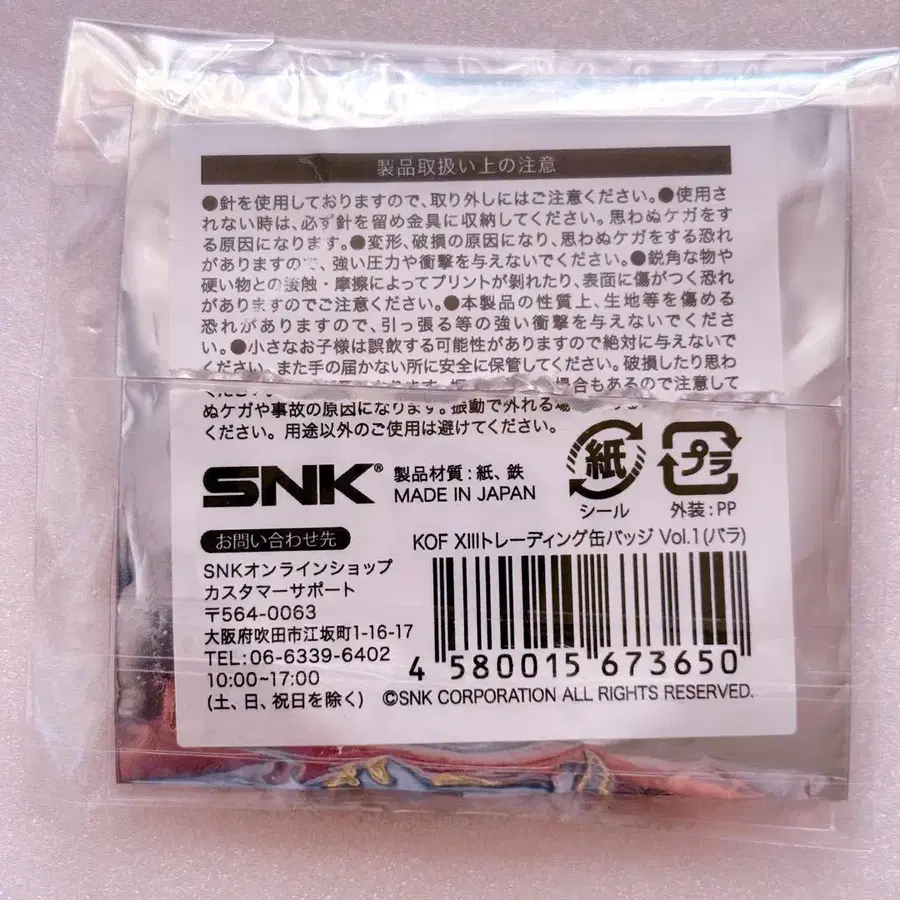 製品取扱い上の注意
●針を使用しておりますので、取り外しにはご注意ください。●使用さ
れない時は、必ず針を留め金具に収納してください。思わぬケガをす
る原因になります。●変形、破損の原因になり、思わぬケガをする恐れ
がありますので、強い圧力や衝撃を与えないでください。●鋭角な物や
硬い物との接触・摩擦によってプリントが剝れたり、表面に傷がつく恐れ
がありますのでご注意ください。●本製品の性質上、生地等を傷める
恐れがありますので、引っ張る等の強い衝撃を与えないでくださ
い。●小さなお子様は誤飲する可能性がありますので絶対に与えないで
ください。また手の届かない所に安全に保管してください。破損したり思わ
ぬケガや事故の原因になります。振動で外れる場合もあるので注意して
ください。用途以外のご使用は避けてください。
SNK®
製品材質:紙、鉄
MADE IN JAPAN
紙
シール
プラ
外装:PP
お問い合わせ先
KOF XIIIトレーディング缶バッジ Vol.1(バラ)
SNKオンラインショップ
カスタマーサポート
〒564-0063
大阪府吹田市江坂町1-16-17
TEL:06-6339-6402
10:00~17:00
(土、日、祝日を除く)
4 580015 673650
©SNK CORPORATION ALL RIGHTS RESERVED.